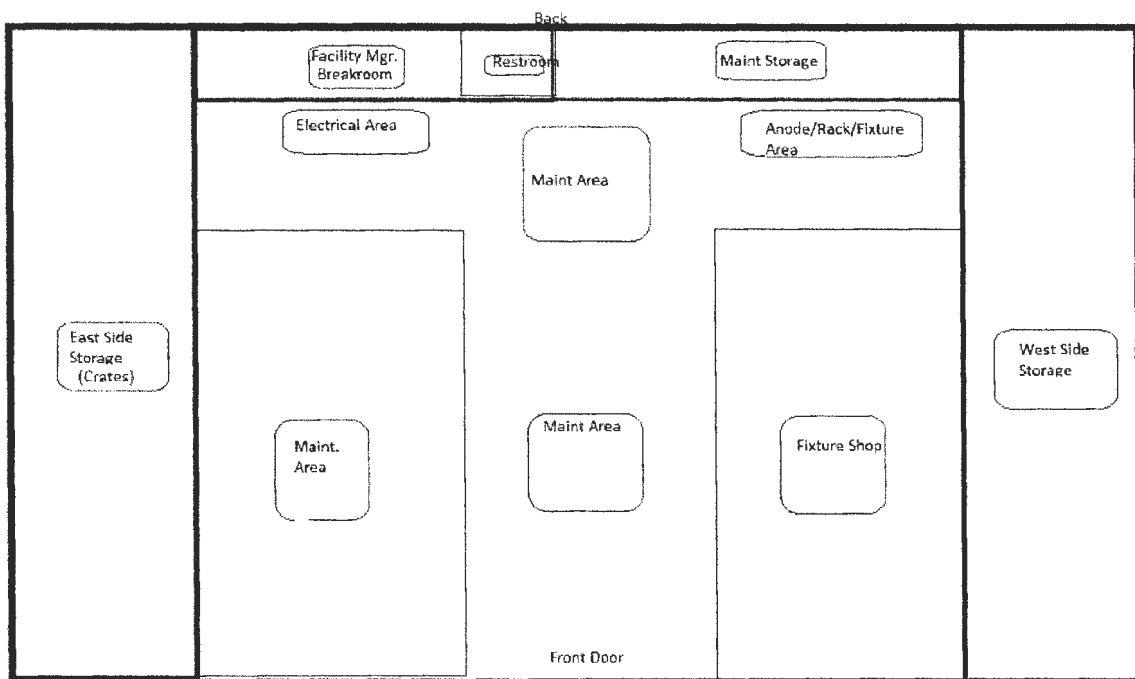 Back
Facility Mgr.
Breakroom
Restroom
Maint Storage
Electrical Area
Maint Area
Anode/Rack/Fixture
Area
East Side
Storage
(Crates)
West Side
Storage
Maint.
Area
Maint Area
Fixture Shop
Front Door